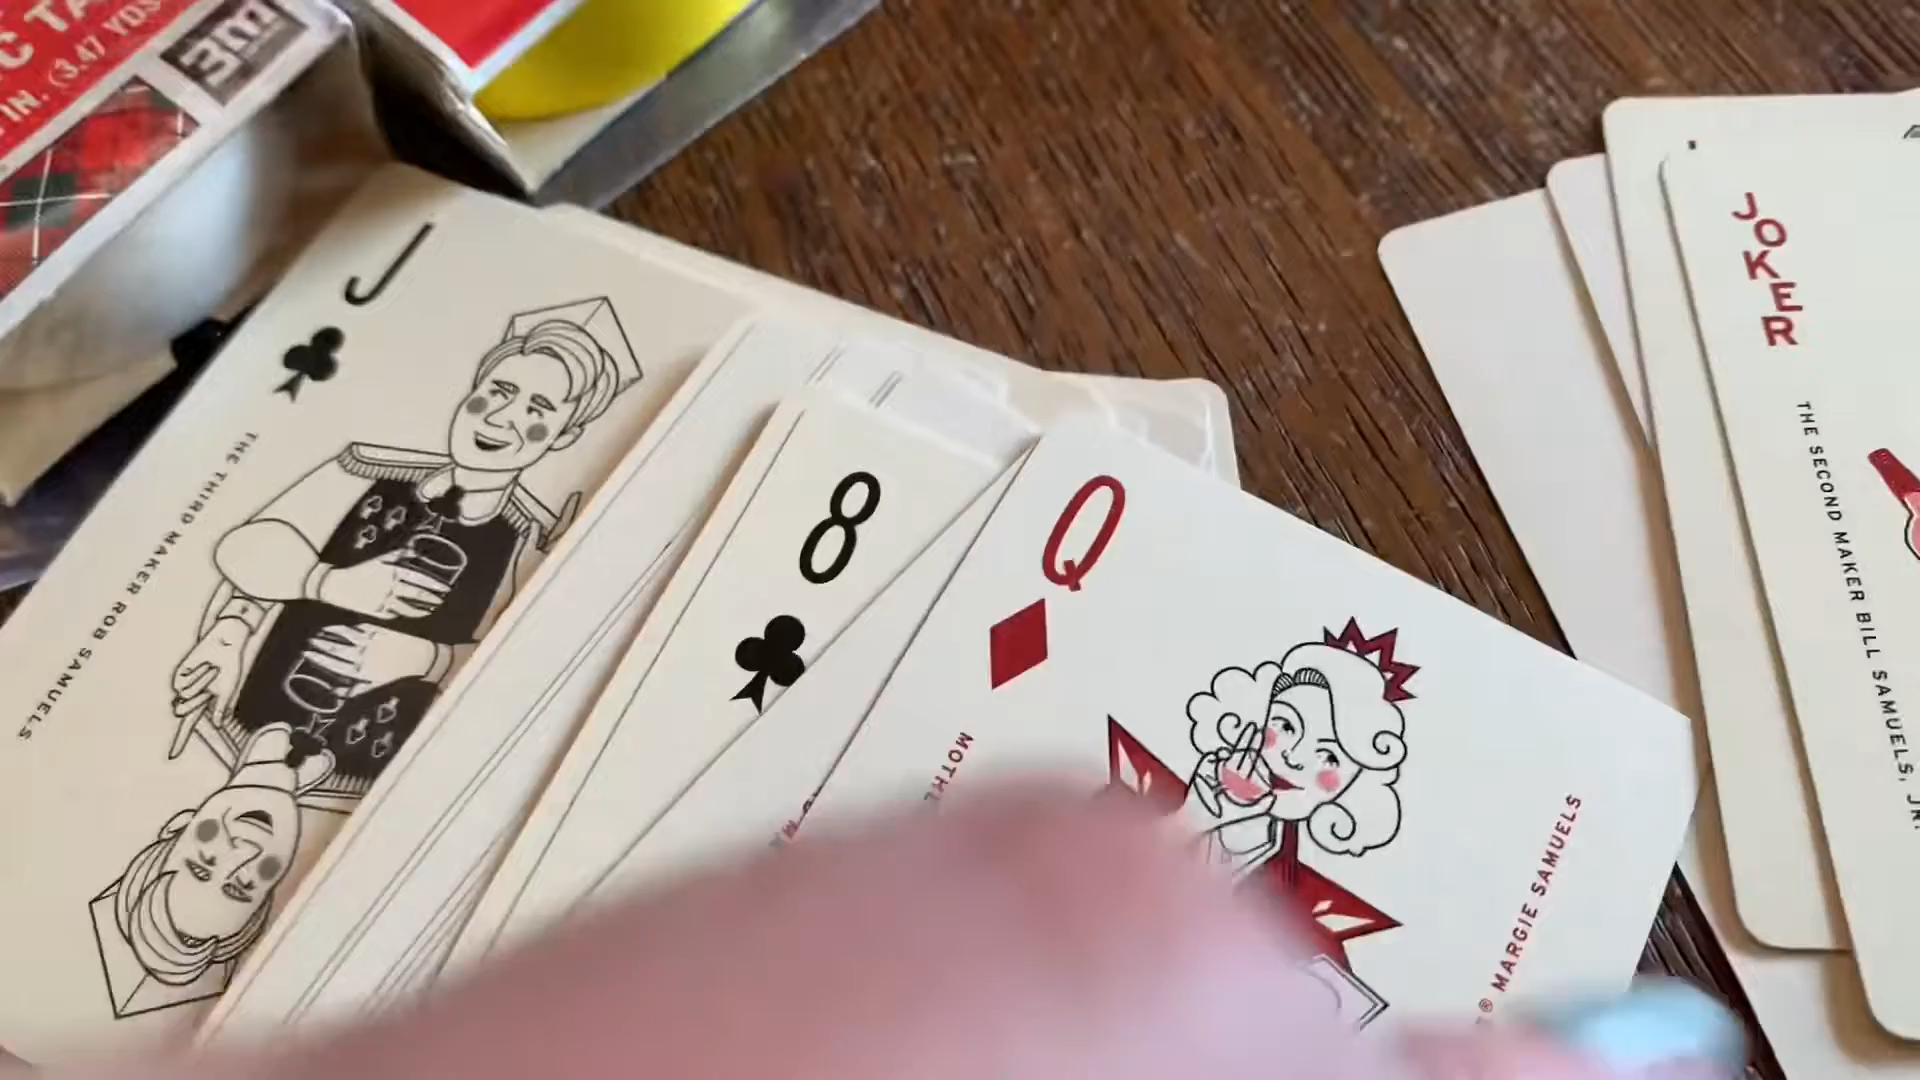 3M
IN. (3.47 YDS
J
THE THIRD MAKER ROB SAMUELS
8
Q
MARGIE SAMUELS
JOKER
THE SECOND MAKER BILL SAMUELS, JR.